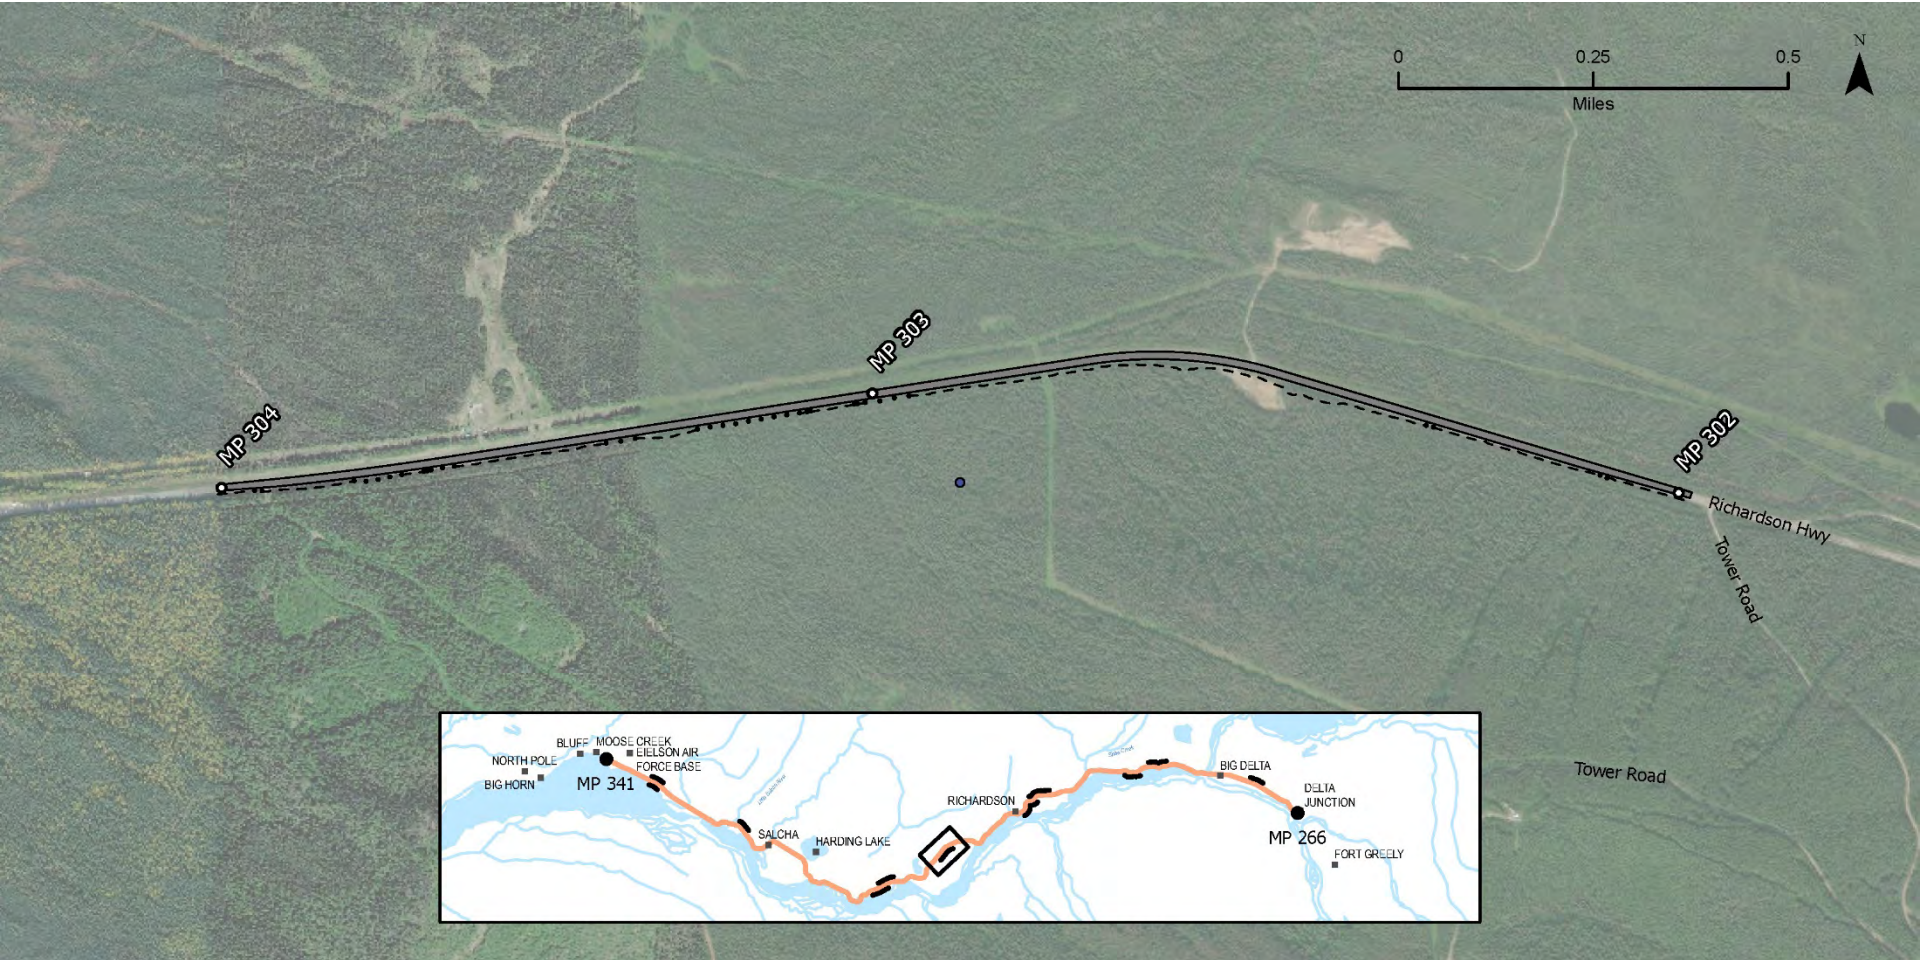 0 0.25 0.5
N
Miles
MP 303
MP 304
MP 302
Richardson Hwy
Tower Road
Tower Road
BLUFF
MOOSE CREEK
EIELSON AIR
FORCE BASE
NORTH POLE
BIG HORN
MP 341
SALCHA
HARDING LAKE
RICHARDSON
BIG DELTA
DELTA
JUNCTION
MP 266
FORT GREELY